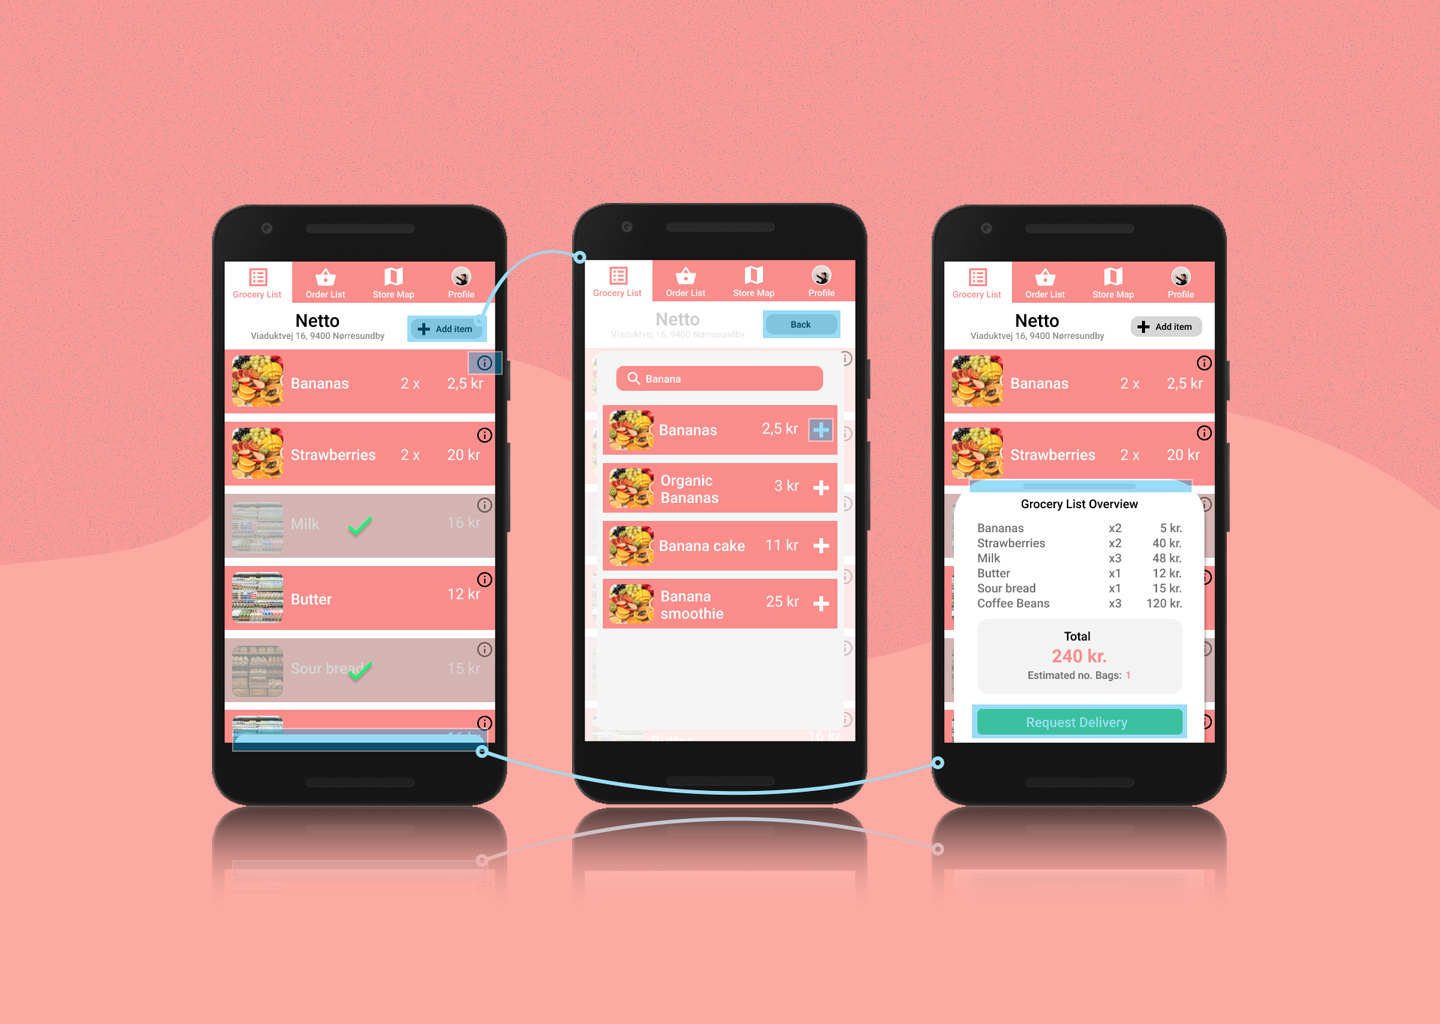 Grocery List
Order List
Store Map
Profile
Netto
Viaduktvej 16, 9400 Nørresundby
Add item
Bananas 2 x 2,5 kr
Strawberries 2 x 20 kr
Milk 16 kr
Butter 12 kr
Sour bread 15 kr
16 kr
Grocery List
Order List
Store Map
Profile
Netto
Viaduktvej 16, 9400 Nørresundby
Back
Banana
Bananas 2,5 kr
Organic
Bananas
3 kr
Banana cake 11 kr
Banana
smoothie
25 kr
Butter 16 kr
Grocery List
Order List
Store Map
Profile
Netto
Viaduktvej 16, 9400 Nørresundby
Add item
Bananas 2 x 2,5 kr
Strawberries 2 x 20 kr
Grocery List Overview
Bananas x2 5 kr.
Strawberries x2 40 kr.
Milk x3 48 kr.
Butter x1 12 kr.
Sour bread x1 15 kr.
Coffee Beans x3 120 kr.
Total
240 kr.
Estimated no. Bags: 1
Request Delivery